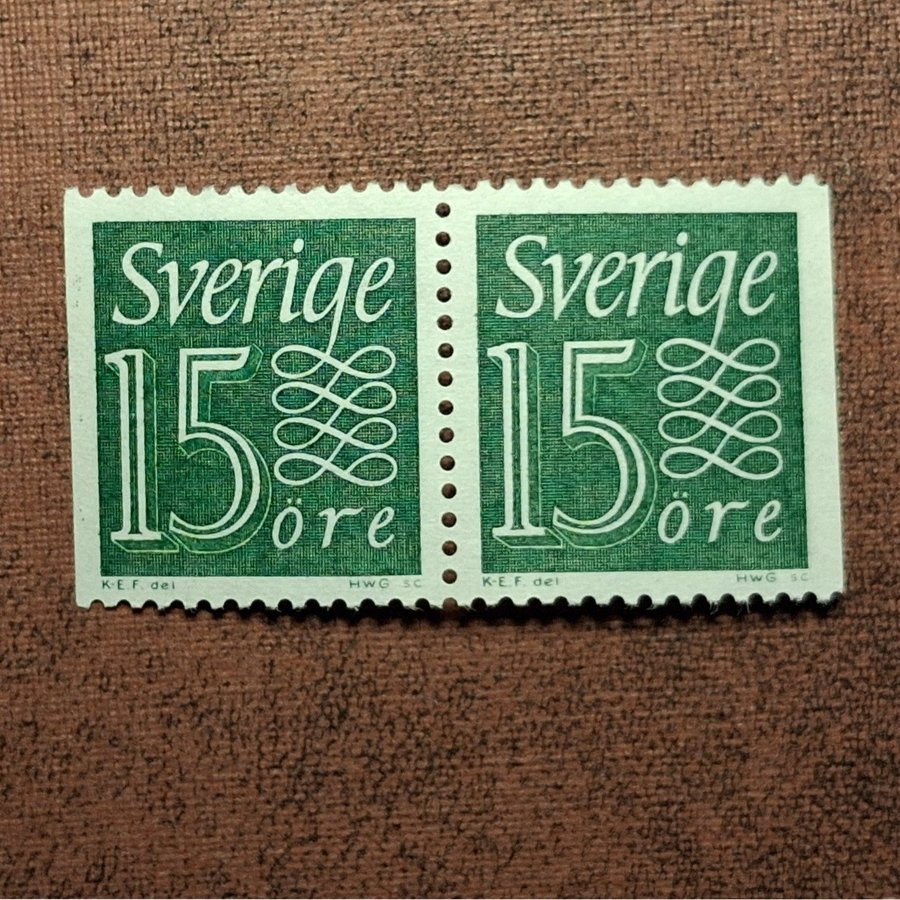 Sverige
15
öre
K-E.F. del HWG sc
Sverige
15
öre
K-E.F. del HWG sc